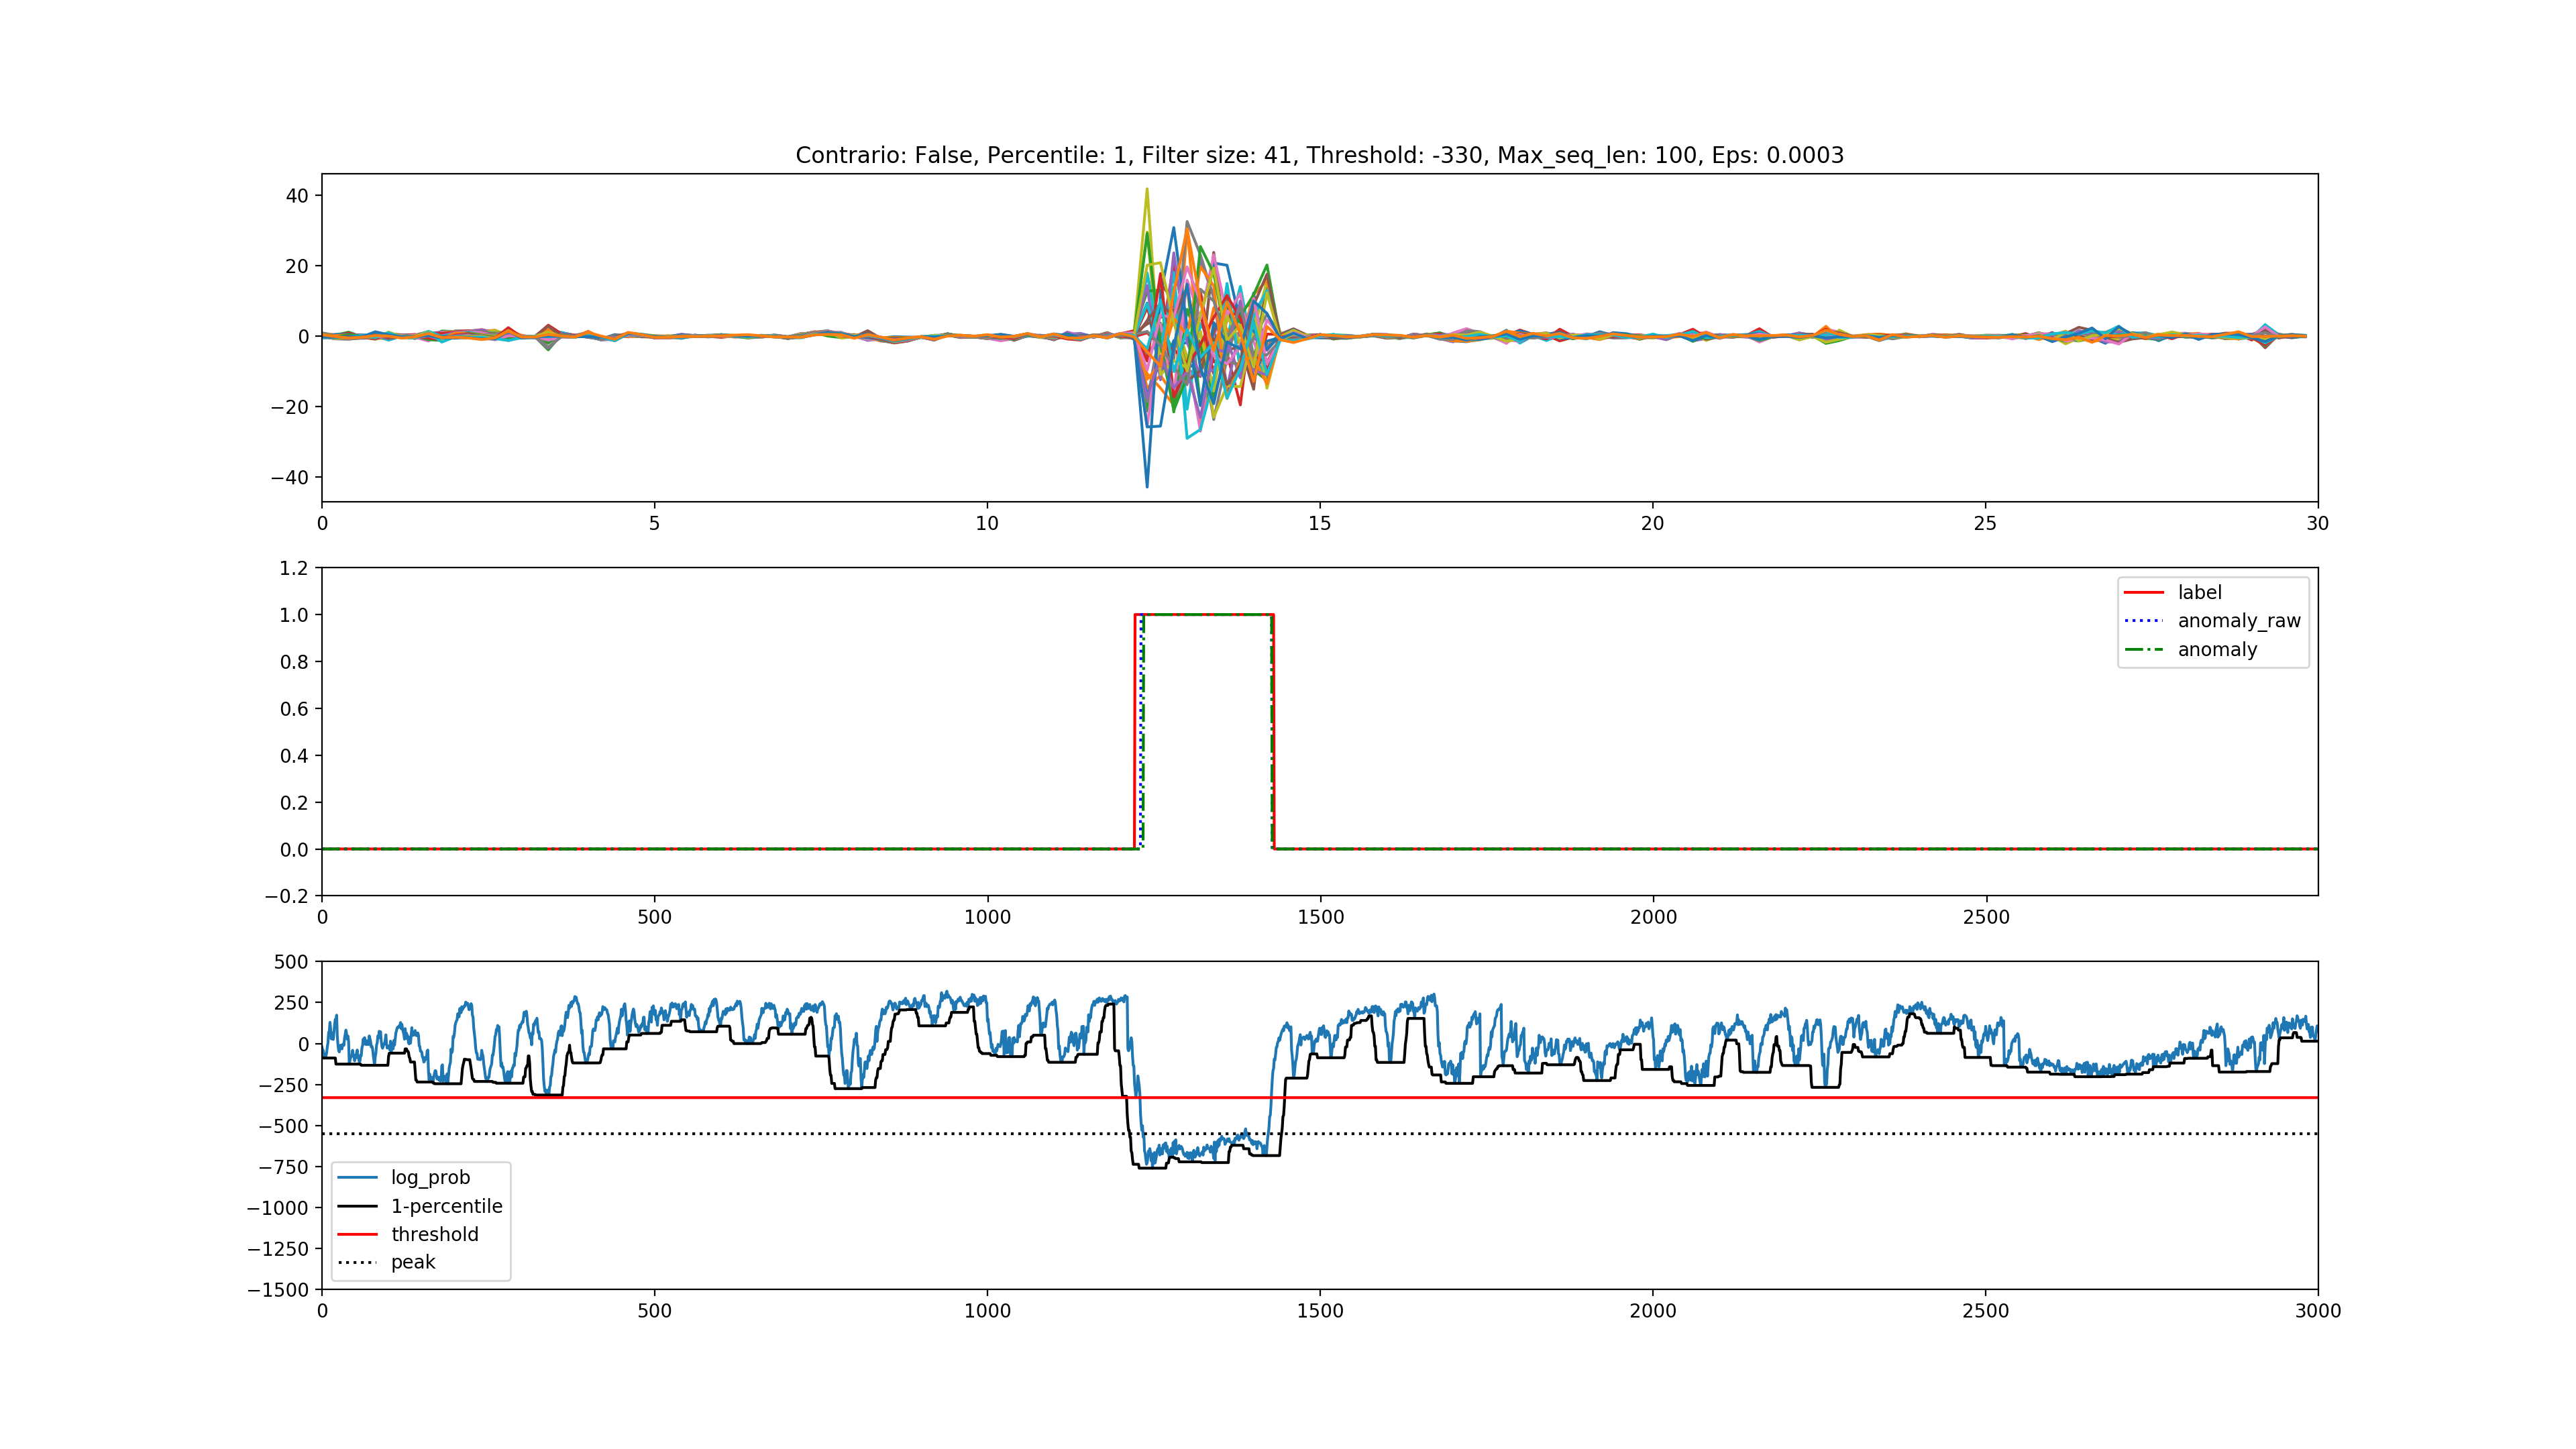 Contrario: False, Percentile: 1, Filter size: 41, Threshold: -330, Max_seq_len: 100, Eps: 0.0003
40
20
0
−20
−40
0 5 10 15 20 25 30
1.2
1.0
0.8
0.6
0.4
0.2
0.0
−0.2
label
anomaly_raw
anomaly
0 500 1000 1500 2000 2500
500
250
0
−250
−500
−750
−1000
−1250
−1500
log_prob
1-percentile
threshold
peak
0 500 1000 1500 2000 2500 3000